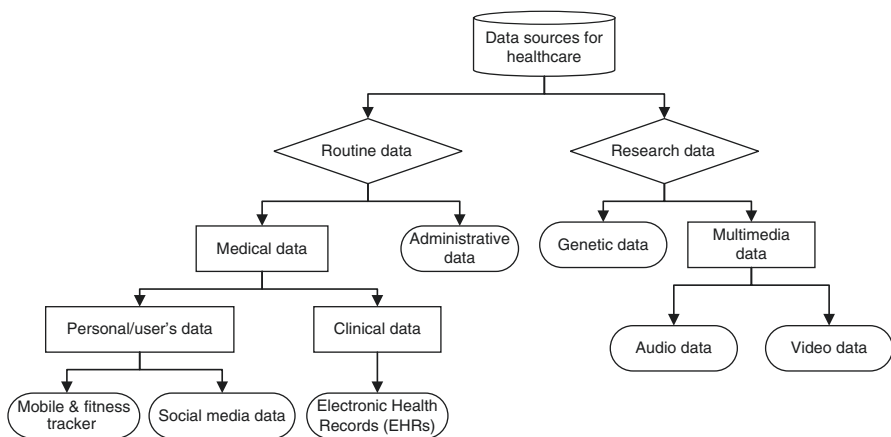 Data sources for
healthcare
Routine data
Research data
Medical data
Administrative
data
Genetic data
Multimedia
data
Personal/user's data
Clinical data
Audio data
Video data
Mobile & fitness
tracker
Social media data
Electronic Health
Records (EHRs)